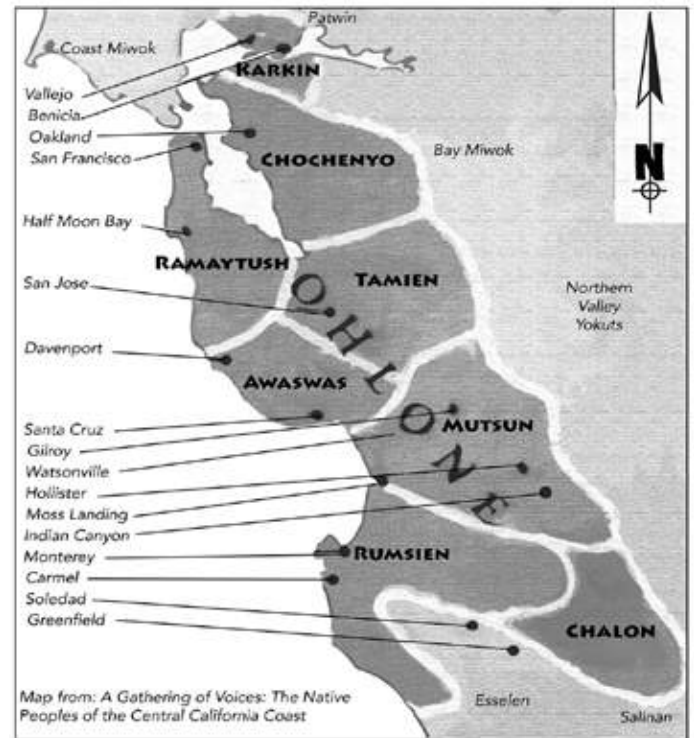 Patwin
Coast Miwok
KARKIN
Vallejo
Benicia
Oakland
San Francisco
CHOCHENYO
Bay Miwok
N
Half Moon Bay
RAMAYTUSH
San Jose
TAMIEN
Northern
Valley
Yokuts
OHLONE
Davenport
AWASWAS
Santa Cruz
Gilroy
Watsonville
MUTSUN
Hollister
Moss Landing
Indian Canyon
Monterey
RUMSIEN
Carmel
Soledad
Greenfield
CHALON
Map from: A Gathering of Voices: The Native
Peoples of the Central California Coast
Esselen
Salinan